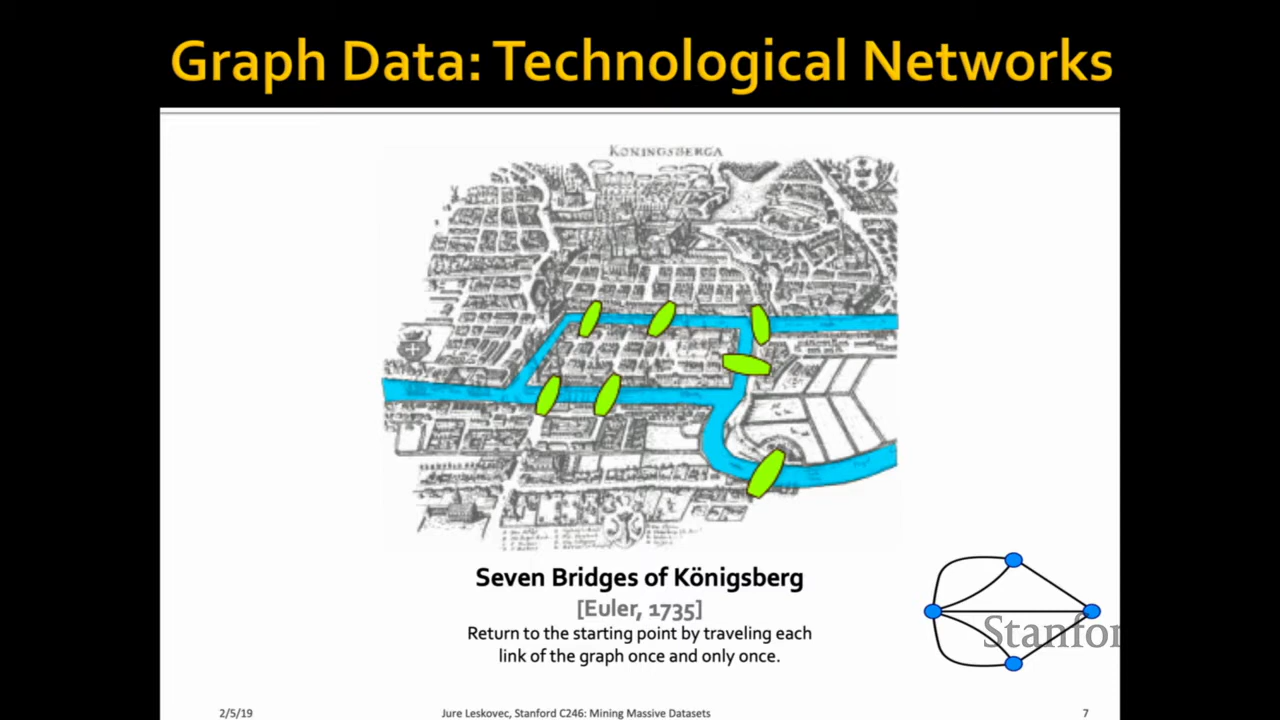 Graph Data: Technological Networks
KONINGSBERGA
Seven Bridges of Königsberg
[Euler, 1735]
Return to the starting point by traveling each
link of the graph once and only once.
Stanfor
2/5/19
Jure Leskovec, Stanford C246: Mining Massive Datasets
7